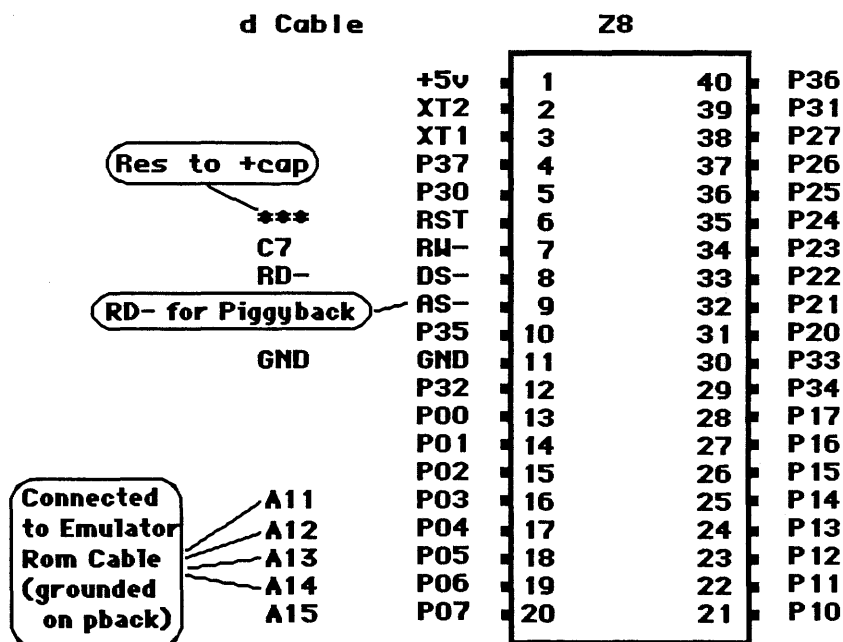 d Cable Z8
+5v 1 40 P36
XT2 2 39 P31
XT1 3 38 P27
Res to +cap P37 4 37 P26
P30 5 36 P25
*** RST 6 35 P24
C7 RW- 7 34 P23
RD- DS- 8 33 P22
RD- for Piggyback AS- 9 32 P21
P35 10 31 P20
GND GND 11 30 P33
P32 12 29 P34
P00 13 28 P17
P01 14 27 P16
P02 15 26 P15
Connected A11 P03 16 25 P14
to Emulator A12 P04 17 24 P13
Rom Cable A13 P05 18 23 P12
(grounded A14 P06 19 22 P11
on pback) A15 P07 20 21 P10